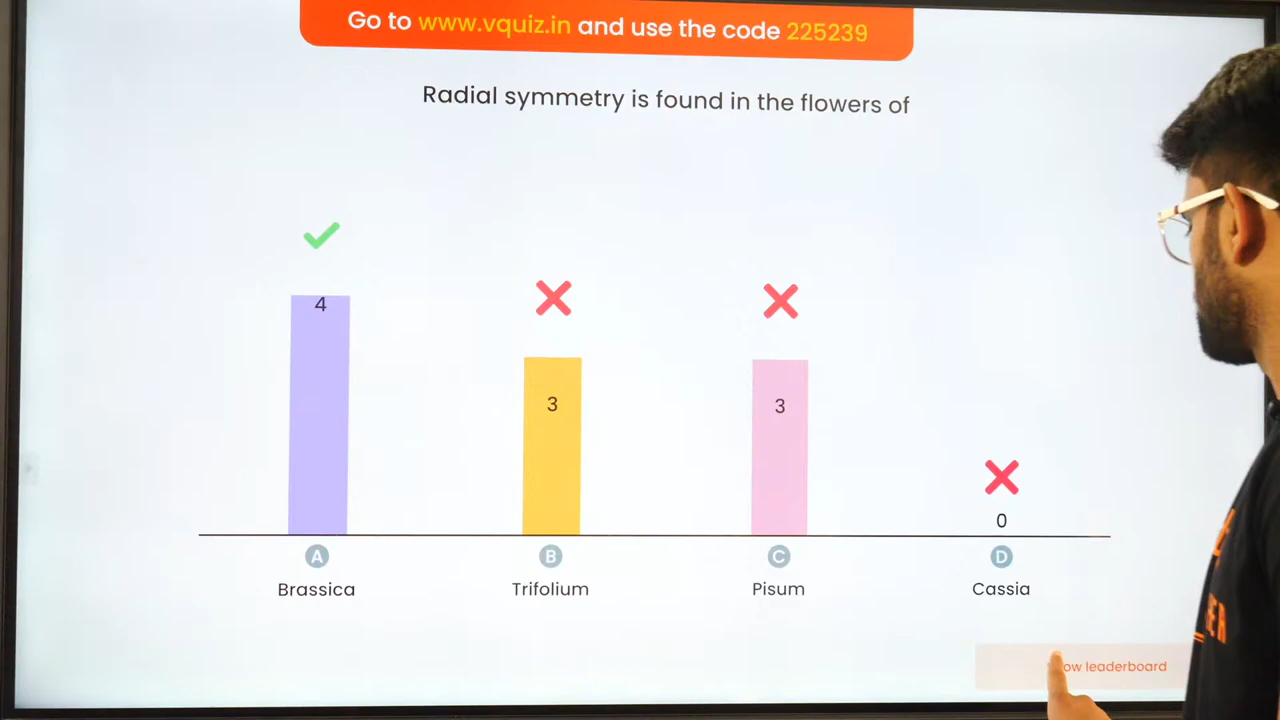 Go to www.vquiz.in and use the code 225239
Radial symmetry is found in the flowers of
4
3
3
0
A
B
C
D
Brassica
Trifolium
Pisum
Cassia
leaderboard